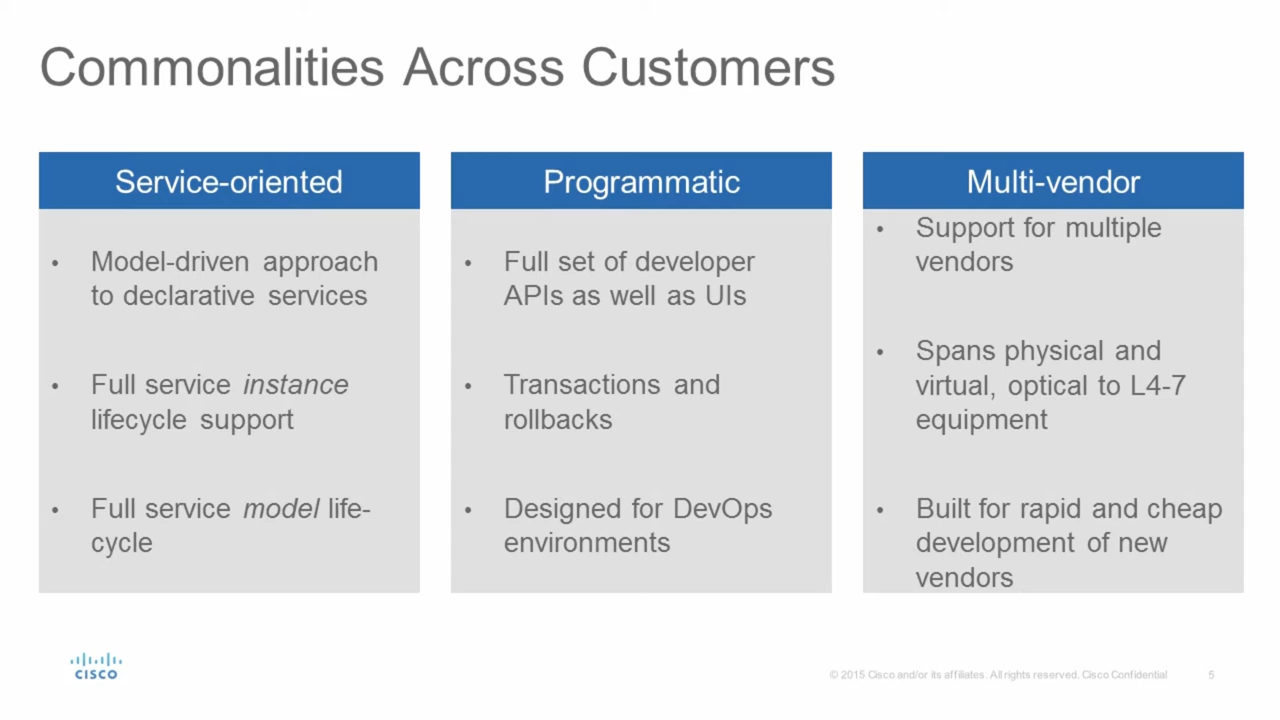 Commonalities Across Customers
Service-oriented
• Model-driven approach
to declarative services
• Full service instance
lifecycle support
• Full service model life-
cycle
Programmatic
• Full set of developer
APIs as well as UIs
• Transactions and
rollbacks
• Designed for DevOps
environments
Multi-vendor
• Support for multiple
vendors
• Spans physical and
virtual, optical to L4-7
equipment
• Built for rapid and cheap
development of new
vendors
CISCO
© 2015 Cisco and/or its affiliates. All rights reserved. Cisco Confidential
5